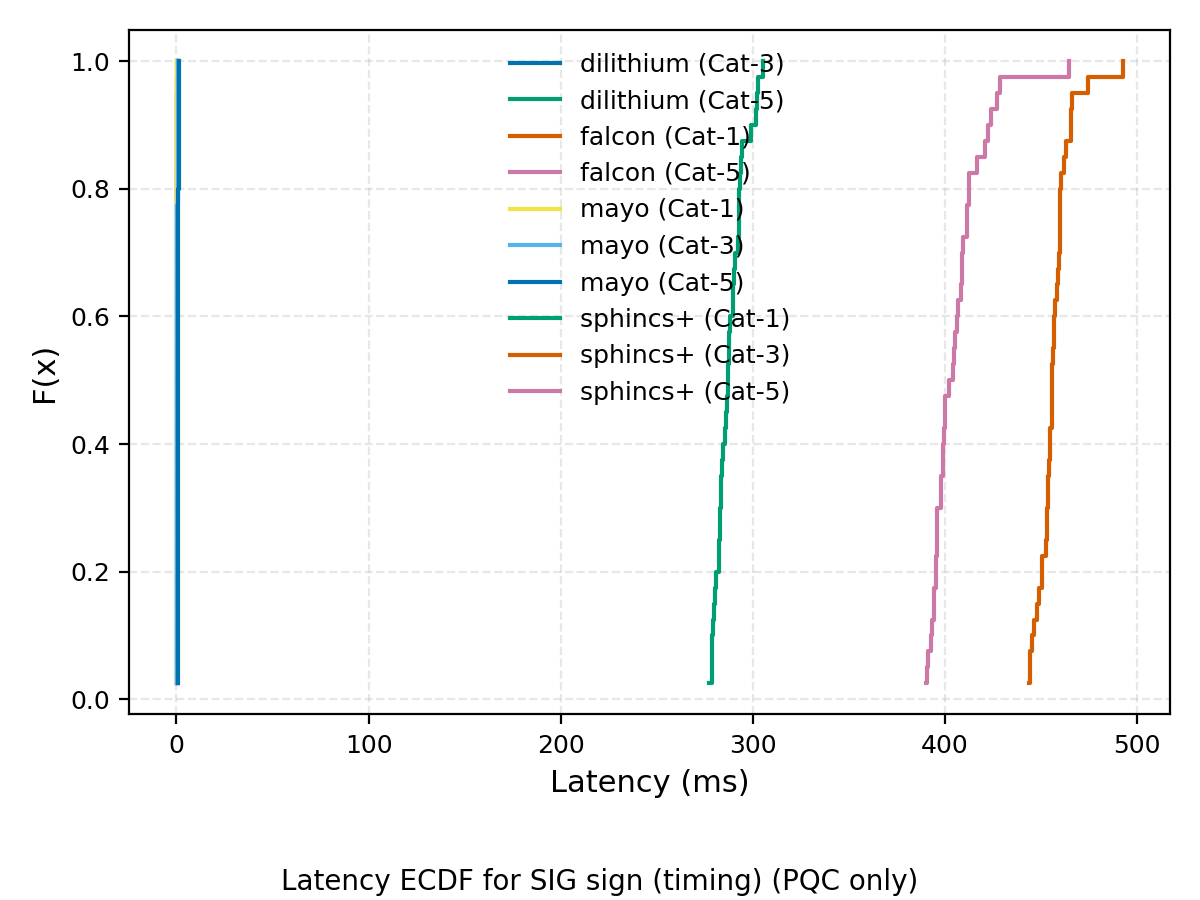 1.0
0.8
0.6
0.4
0.2
0.0
F(x)
dilithium (Cat-3)
dilithium (Cat-5)
falcon (Cat-1)
falcon (Cat-5)
mayo (Cat-1)
mayo (Cat-3)
mayo (Cat-5)
sphincs+ (Cat-1)
sphincs+ (Cat-3)
sphincs+ (Cat-5)
0 100 200 300 400 500
Latency (ms)
Latency ECDF for SIG sign (timing) (PQC only)